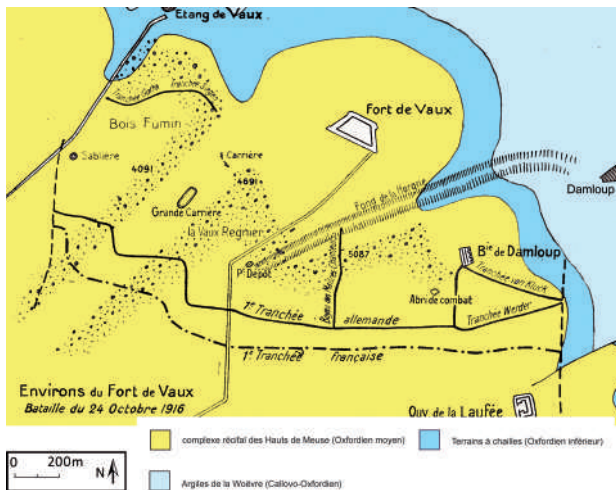 Etang de Vaux
Fort de Vaux
Bois Fumin
Sablière
Carrière
4091
4691
Fond de la Horgne
Damloup
Grande Carrière
la Vaux Regnier
Pt Dépôt
5087
Bie de Damloup
Tranchée von Kluck
Abri de combat
1e Tranchée allemande
Tranchée Werder
1e Tranchée Française
Environs du Fort de Vaux
Bataille du 24 Octobre 1916
Ouv. de la Laufée
complexe récifal des Hauts de Meuse (Oxfordien moyen)
Terrains à chailles (Oxfordien inférieur)
0 200m N
Argiles de la Woëvre (Callovo-Oxfordien)